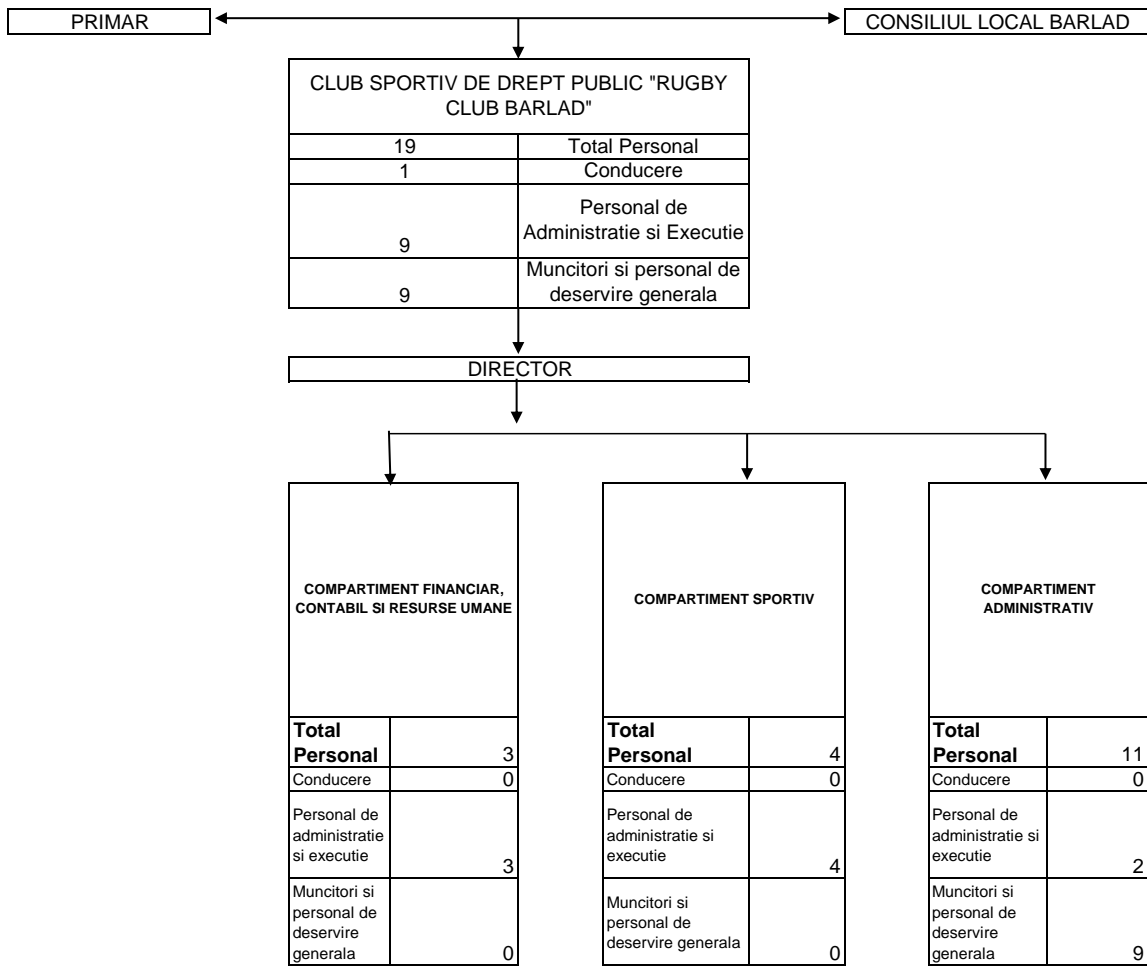 PRIMAR
CONSILIUL LOCAL BARLAD
CLUB SPORTIV DE DREPT PUBLIC "RUGBY
CLUB BARLAD"
19 Total Personal
1 Conducere
Personal de
Administratie si Executie
9
Muncitori si personal de
deservire generala
9
DIRECTOR
COMPARTIMENT FINANCIAR,
CONTABIL SI RESURSE UMANE
Total
Personal 3
Conducere 0
Personal de
administratie
si executie
3
Muncitori si
personal de
deservire
generala 0
COMPARTIMENT SPORTIV
Total
Personal 4
Conducere 0
Personal de
administratie si
executie
4
Muncitori si
personal de
deservire generala
0
COMPARTIMENT
ADMINISTRATIV
Total
Personal 11
Conducere 0
Personal de
administratie si
executie
2
Muncitori si
personal de
deservire
generala 9